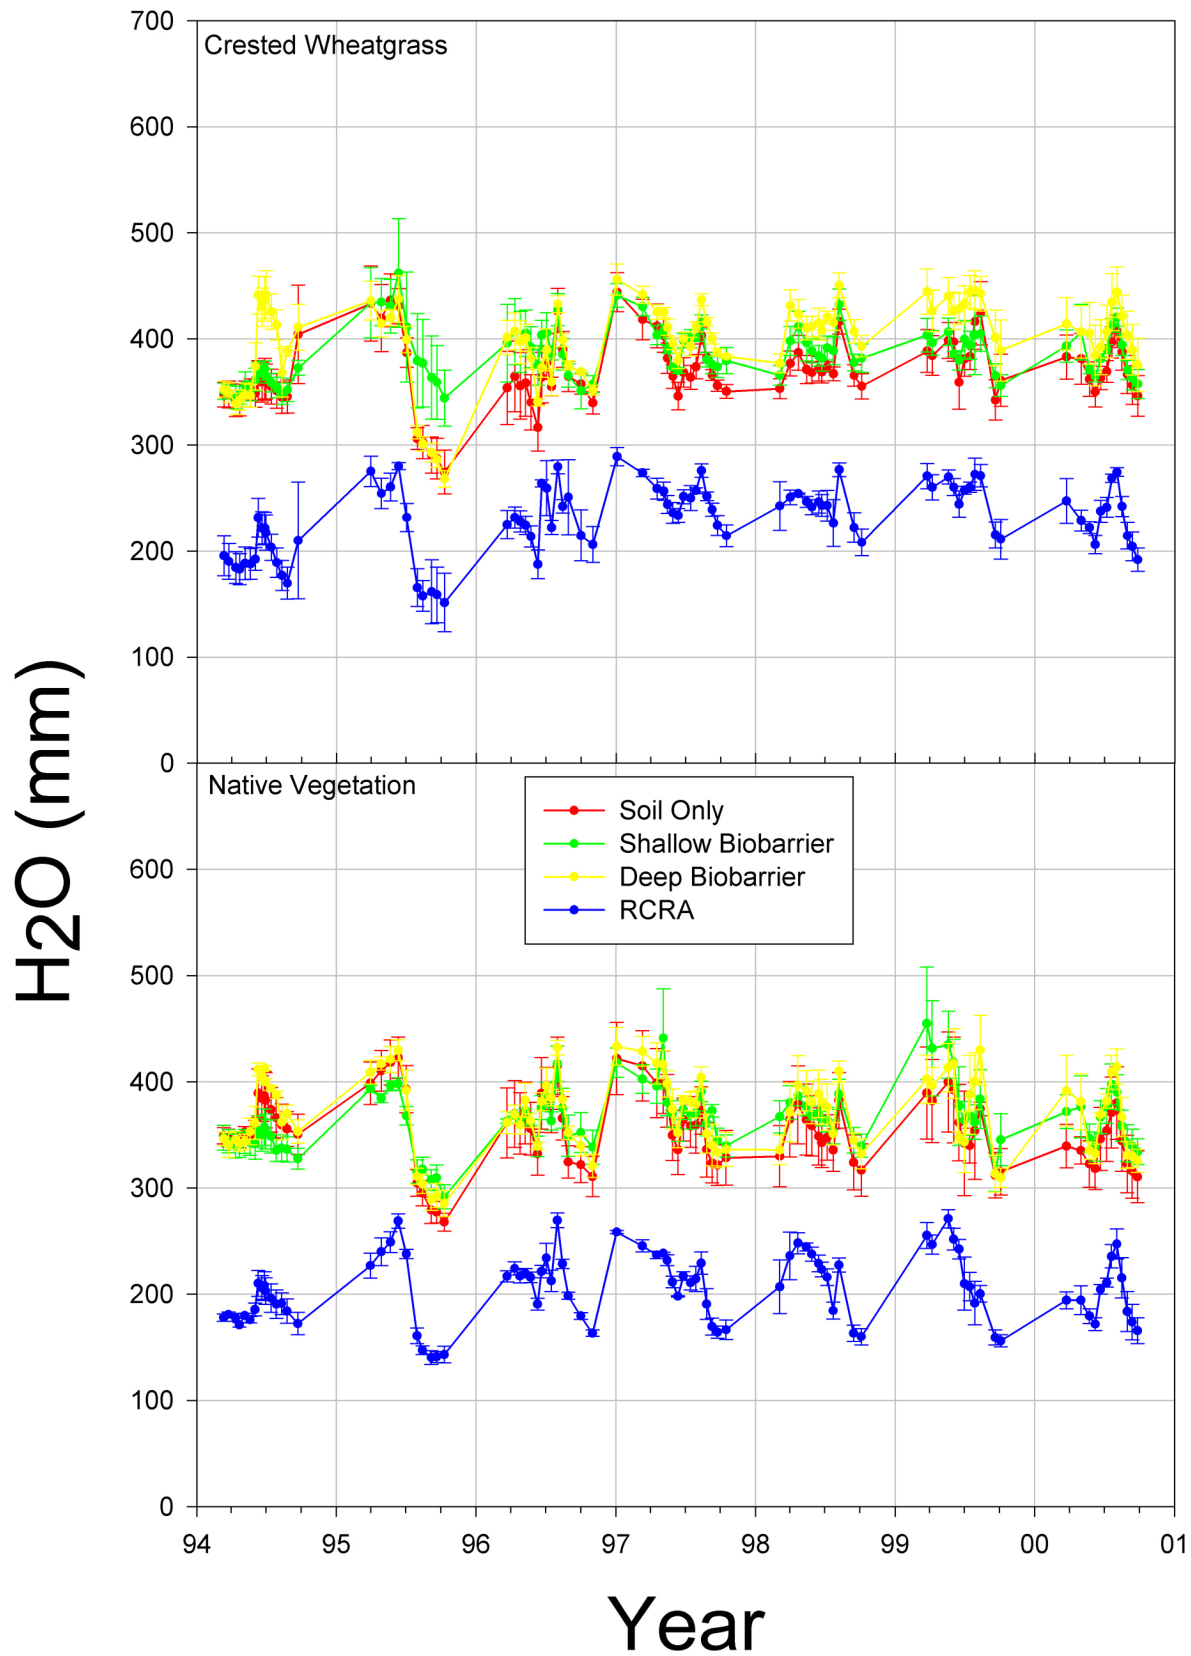 700
Crested Wheatgrass
600
500
400
300
200
100
0
Native Vegetation
Soil Only
Shallow Biobarrier
Deep Biobarrier
RCRA
600
500
400
300
200
100
0
94 95 96 97 98 99 00 01
H2O (mm)
Year